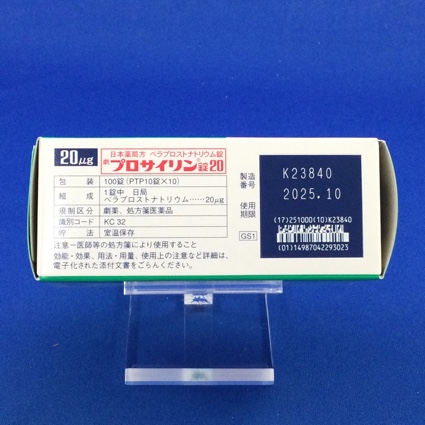 20μg
日本薬局方 ベラプロストナトリウム錠
劇 プロサイリン®錠20
包装 100錠(PTP10錠×10)
組成 1錠中 日局
ベラプロストナトリウム……20μg
規制区分 劇薬、処方箋医薬品
識別コード KC 32
貯法 室温保存
注意－医師等の処方箋により使用すること
効能・効果、用法・用量、使用上の注意など詳細は、
電子化された添付文書をごらんください。
製造番号 K23840
使用期限 2025.10
(17)251000(10)K23840
GS1
(01)14987042293023